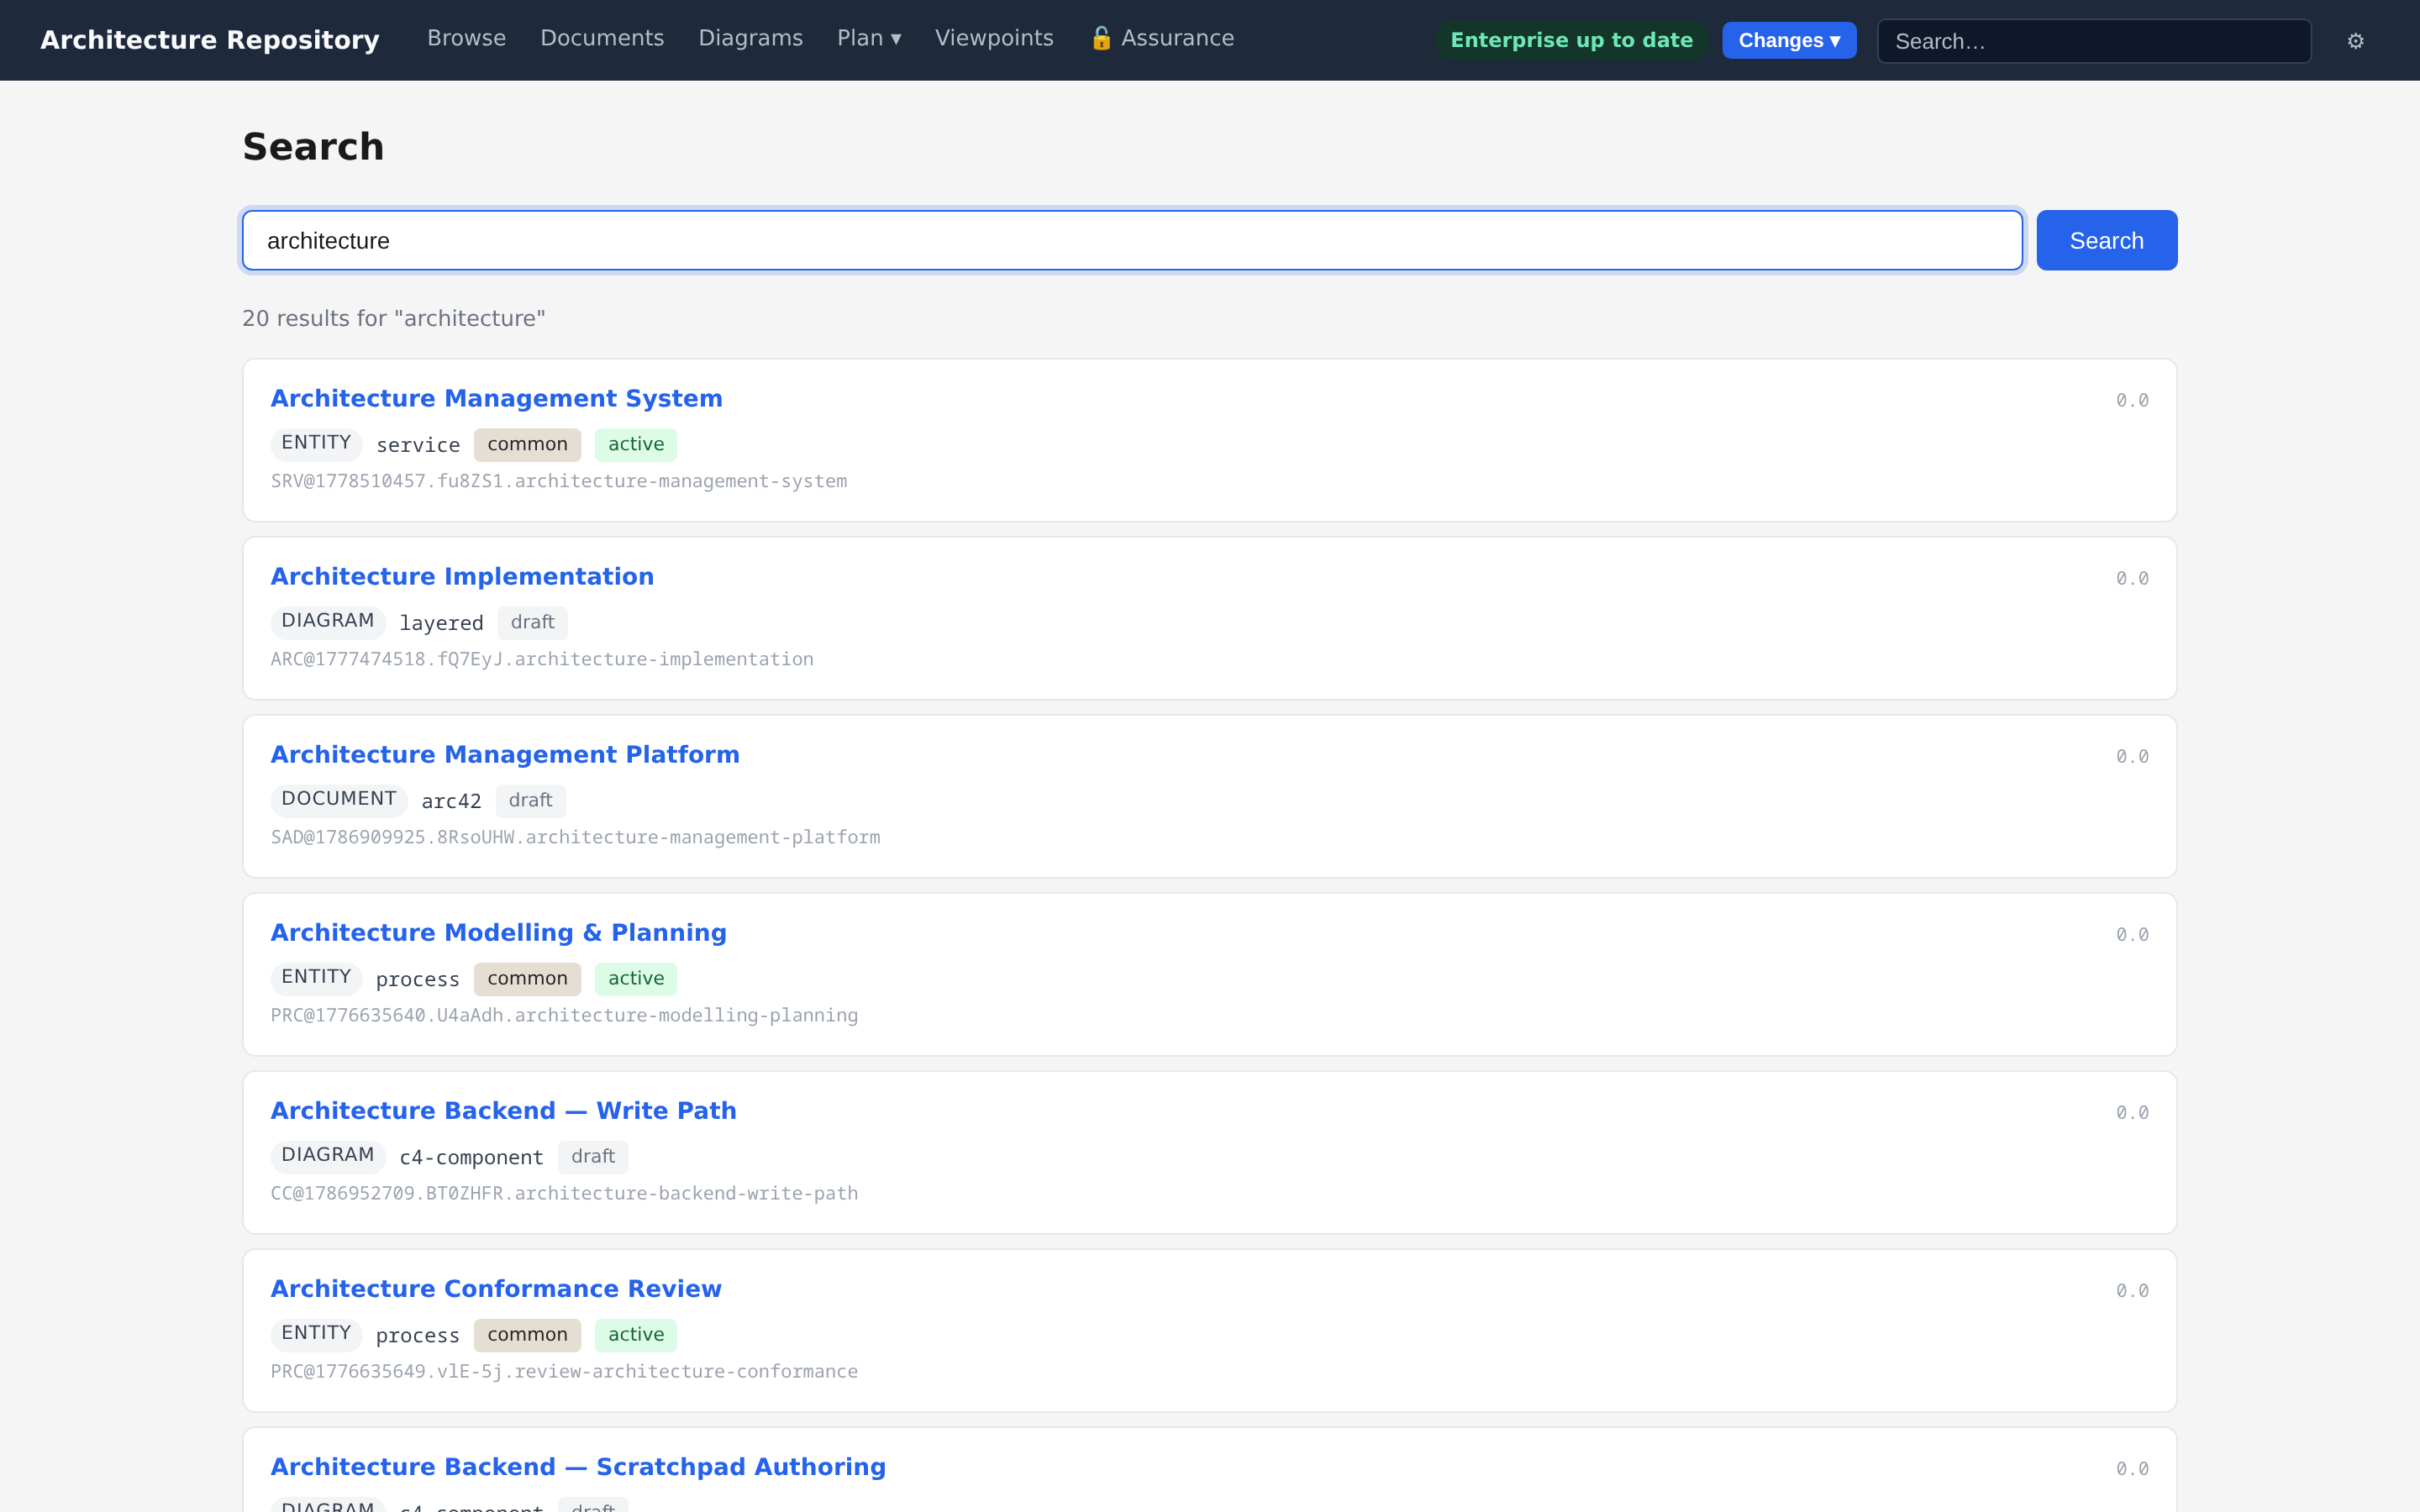 Architecture Repository Browse Documents Diagrams Plan ▾ Viewpoints 🔓 Assurance Enterprise up to date Changes ▾ Search… ⚙
Search
architecture Search
20 results for "architecture"
Architecture Management System 0.0
ENTITY service common active
SRV@1778510457.fu8ZS1.architecture-management-system
Architecture Implementation 0.0
DIAGRAM layered draft
ARC@1777474518.fQ7EyJ.architecture-implementation
Architecture Management Platform 0.0
DOCUMENT arc42 draft
SAD@1786909925.8RsoUHW.architecture-management-platform
Architecture Modelling & Planning 0.0
ENTITY process common active
PRC@1776635640.U4aAdh.architecture-modelling-planning
Architecture Backend — Write Path 0.0
DIAGRAM c4-component draft
CC@1786952709.BT0ZHFR.architecture-backend-write-path
Architecture Conformance Review 0.0
ENTITY process common active
PRC@1776635649.vlE-5j.review-architecture-conformance
Architecture Backend — Scratchpad Authoring 0.0
DIAGRAM c4-component draft